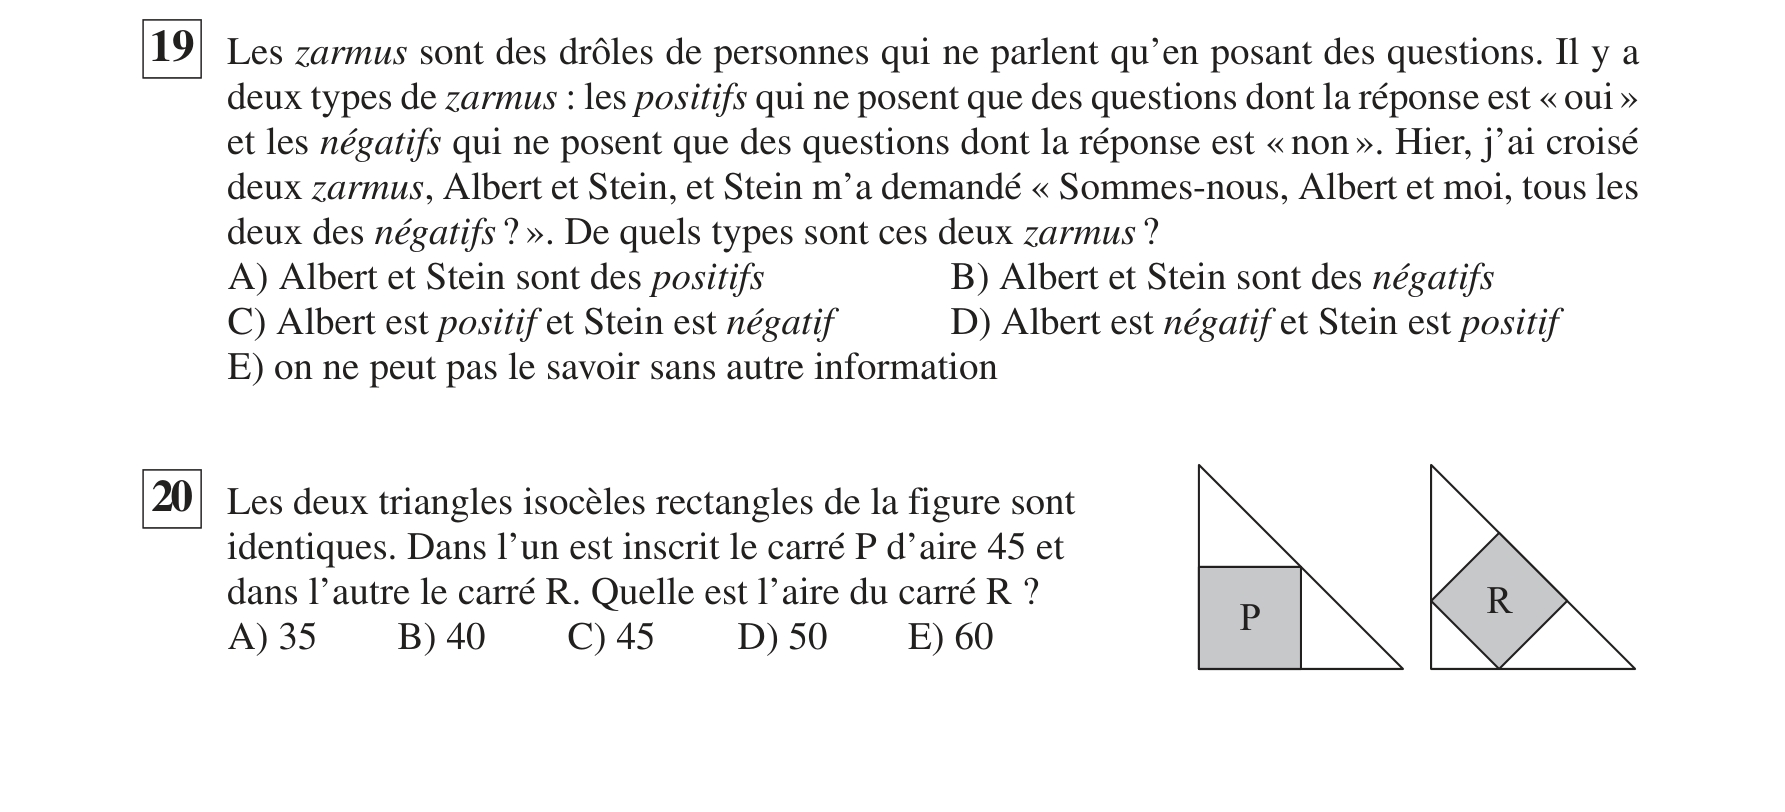 19 Les zarmus sont des drôles de personnes qui ne parlent qu’en posant des questions. Il y a
deux types de zarmus : les positifs qui ne posent que des questions dont la réponse est « oui »
et les négatifs qui ne posent que des questions dont la réponse est « non ». Hier, j’ai croisé
deux zarmus, Albert et Stein, et Stein m’a demandé « Sommes-nous, Albert et moi, tous les
deux des négatifs ? ». De quels types sont ces deux zarmus ?
A) Albert et Stein sont des positifs B) Albert et Stein sont des négatifs
C) Albert est positif et Stein est négatif D) Albert est négatif et Stein est positif
E) on ne peut pas le savoir sans autre information
20 Les deux triangles isocèles rectangles de la figure sont
identiques. Dans l’un est inscrit le carré P d’aire 45 et
dans l’autre le carré R. Quelle est l’aire du carré R ?
A) 35 B) 40 C) 45 D) 50 E) 60
P
R